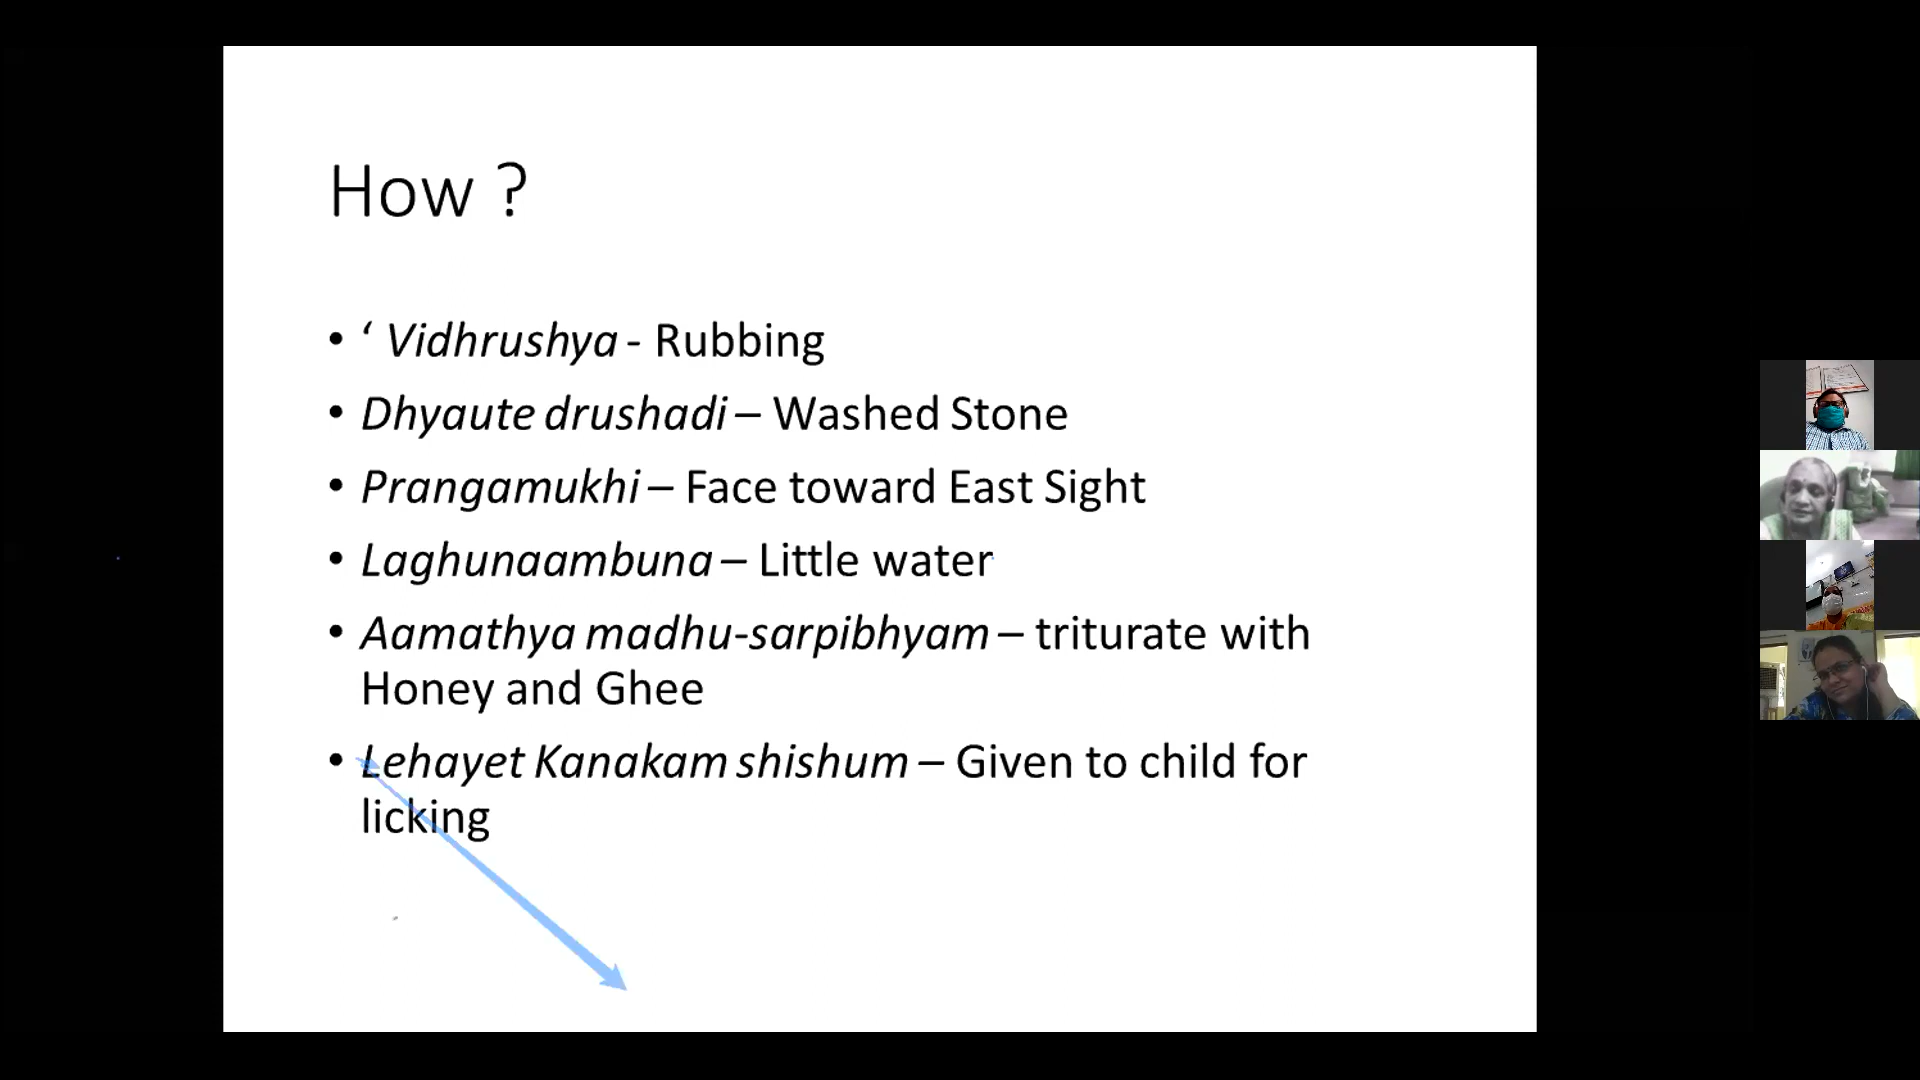 How ?
• ‘ Vidhrushya - Rubbing
• Dhyaute drushadi – Washed Stone
• Prangamukhi – Face toward East Sight
• Laghunaambuna – Little water
• Aamathya madhu-sarpibhyam – triturate with
Honey and Ghee
• Lehayet Kanakam shishum – Given to child for
licking